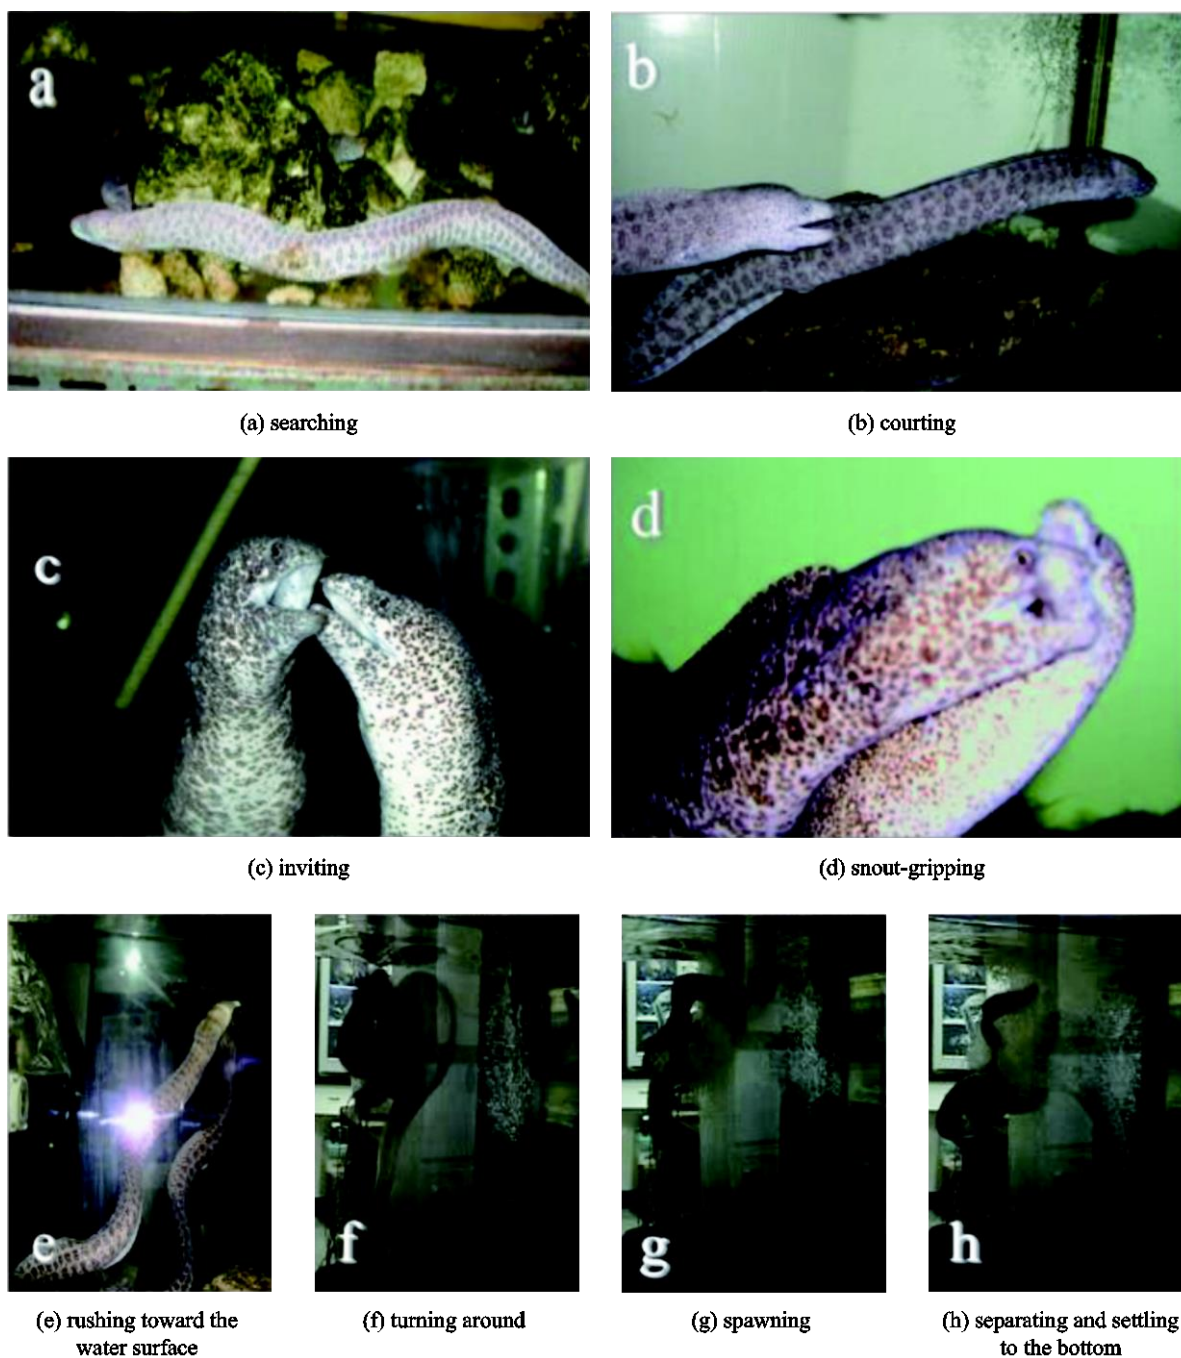 a
b
(a) searching
(b) courting
c
d
(c) inviting
(d) snout-gripping
e
f
g
h
(e) rushing toward the
water surface
(f) turning around
(g) spawning
(h) separating and settling
to the bottom